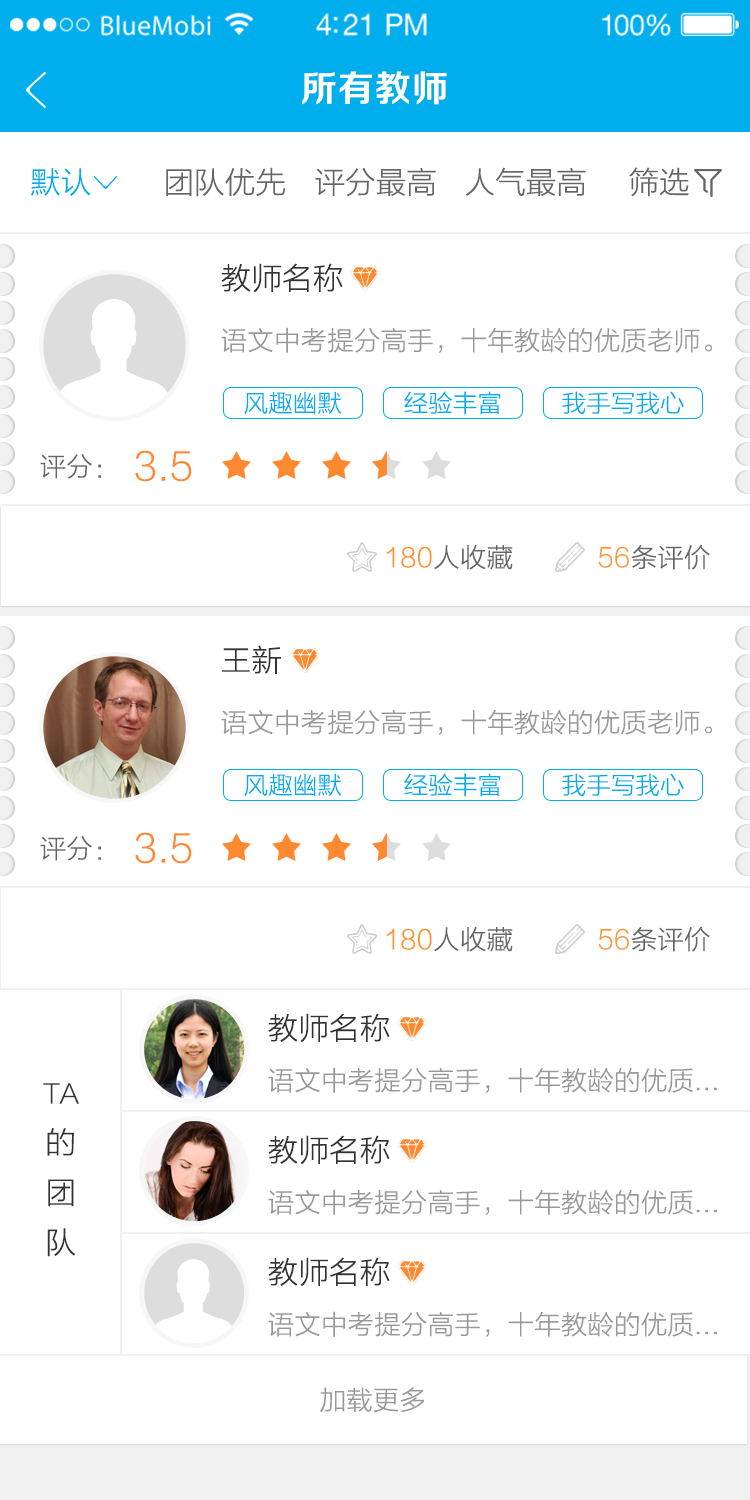 BlueMobi 4:21 PM 100%
所有教师
默认 团队优先 评分最高 人气最高 筛选
教师名称
语文中考提分高手，十年教龄的优质老师。
风趣幽默 经验丰富 我手写我心
评分： 3.5
180人收藏 56条评价
王新
语文中考提分高手，十年教龄的优质老师。
风趣幽默 经验丰富 我手写我心
评分： 3.5
180人收藏 56条评价
TA
的
团
队
教师名称
语文中考提分高手，十年教龄的优质...
教师名称
语文中考提分高手，十年教龄的优质...
教师名称
语文中考提分高手，十年教龄的优质...
加载更多